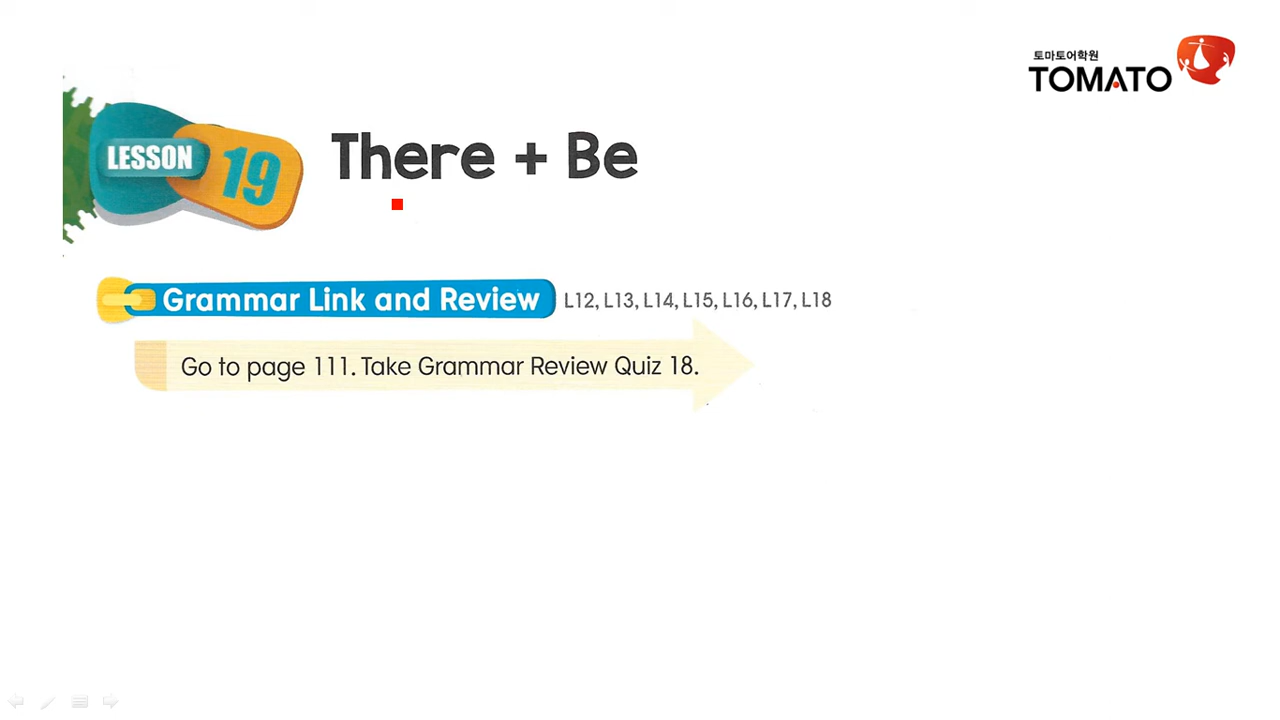 토마토어학원
TOMATO
LESSON 19
There + Be
Grammar Link and Review L12, L13, L14, L15, L16, L17, L18
Go to page 111. Take Grammar Review Quiz 18.